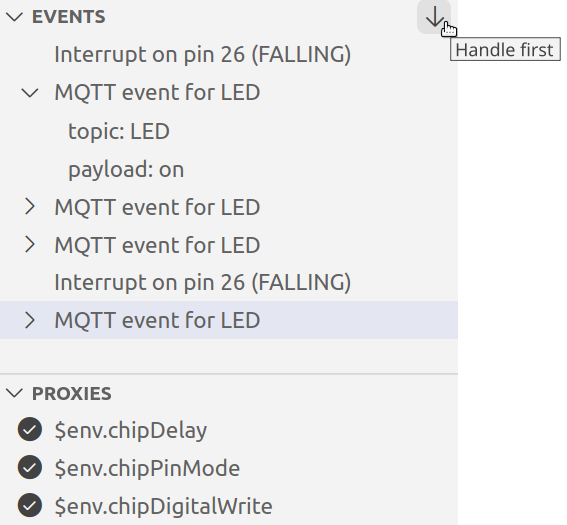 EVENTS
Handle first
Interrupt on pin 26 (FALLING)
MQTT event for LED
topic: LED
payload: on
MQTT event for LED
MQTT event for LED
Interrupt on pin 26 (FALLING)
MQTT event for LED
PROXIES
$env.chipDelay
$env.chipPinMode
$env.chipDigitalWrite